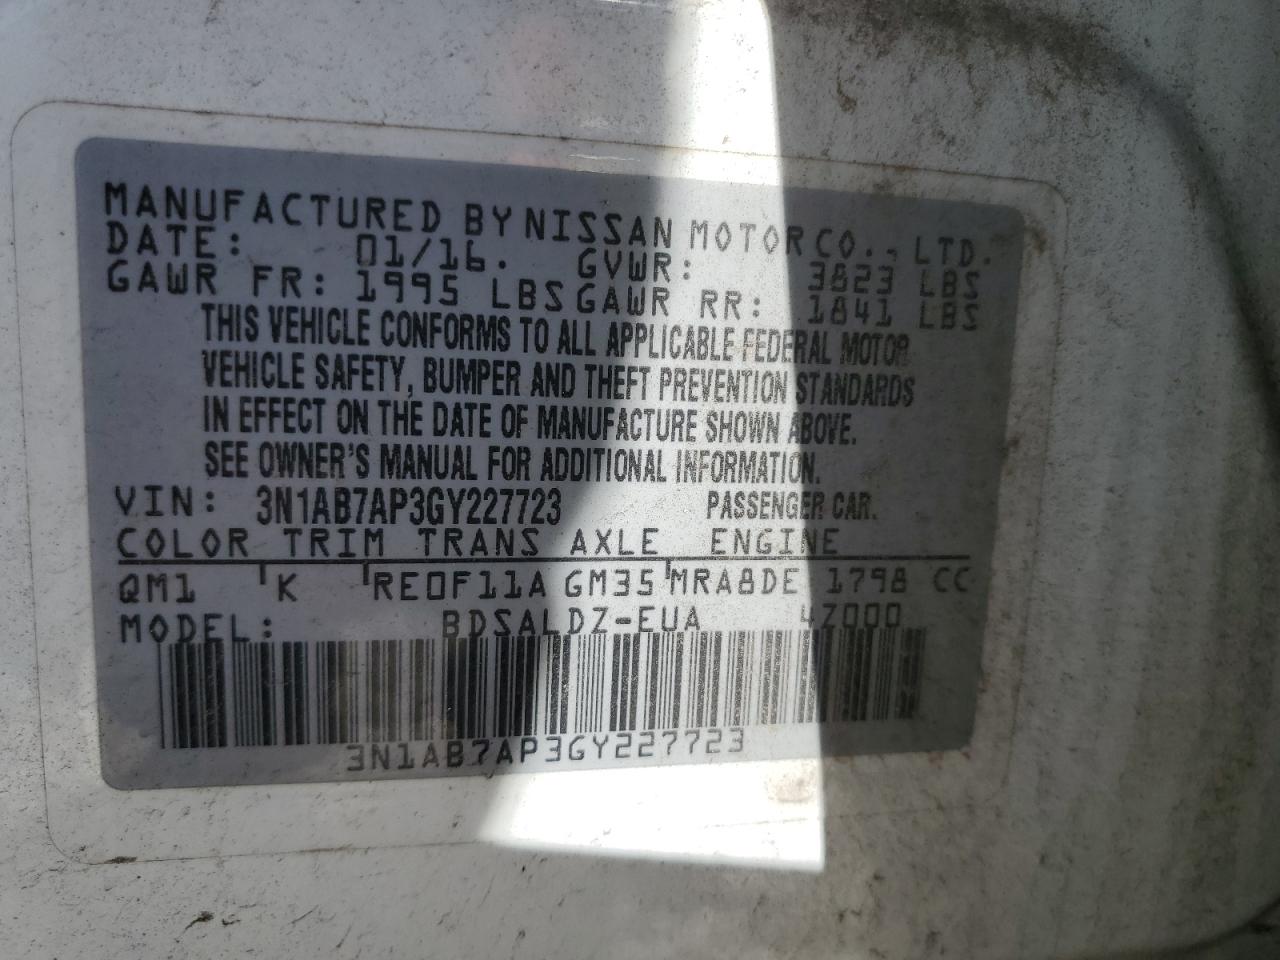 MANUFACTURED BY NISSAN MOTOR CO., LTD.
DATE: 01/16. GVWR: 3823 LBS
GAWR FR: 1995 LBS GAWR RR: 1841 LBS
THIS VEHICLE CONFORMS TO ALL APPLICABLE FEDERAL MOTOR
VEHICLE SAFETY, BUMPER AND THEFT PREVENTION STANDARDS
IN EFFECT ON THE DATE OF MANUFACTURE SHOWN ABOVE.
SEE OWNER'S MANUAL FOR ADDITIONAL INFORMATION.
VIN: 3N1AB7AP3GY227723 PASSENGER CAR.
COLOR TRIM TRANS AXLE ENGINE
QM1 K RE0F11A GM35 MRA8DE 1798 CC
MODEL: BDSALDZ-EUA 4Z000
3N1AB7AP3GY227723